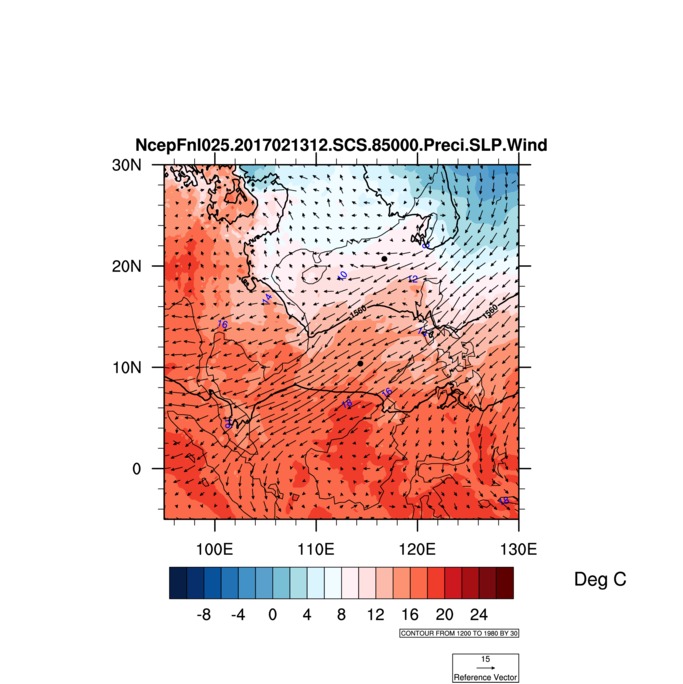 NcepFnl025.2017021312.SCS.85000.Preci.SLP.Wind
30N
20N
10N
0
10
12
14
16
1560
1560
16
18
18
100E 110E 120E 130E
-8 -4 0 4 8 12 16 20 24
Deg C
CONTOUR FROM 1200 TO 1980 BY 30
15
Reference Vector